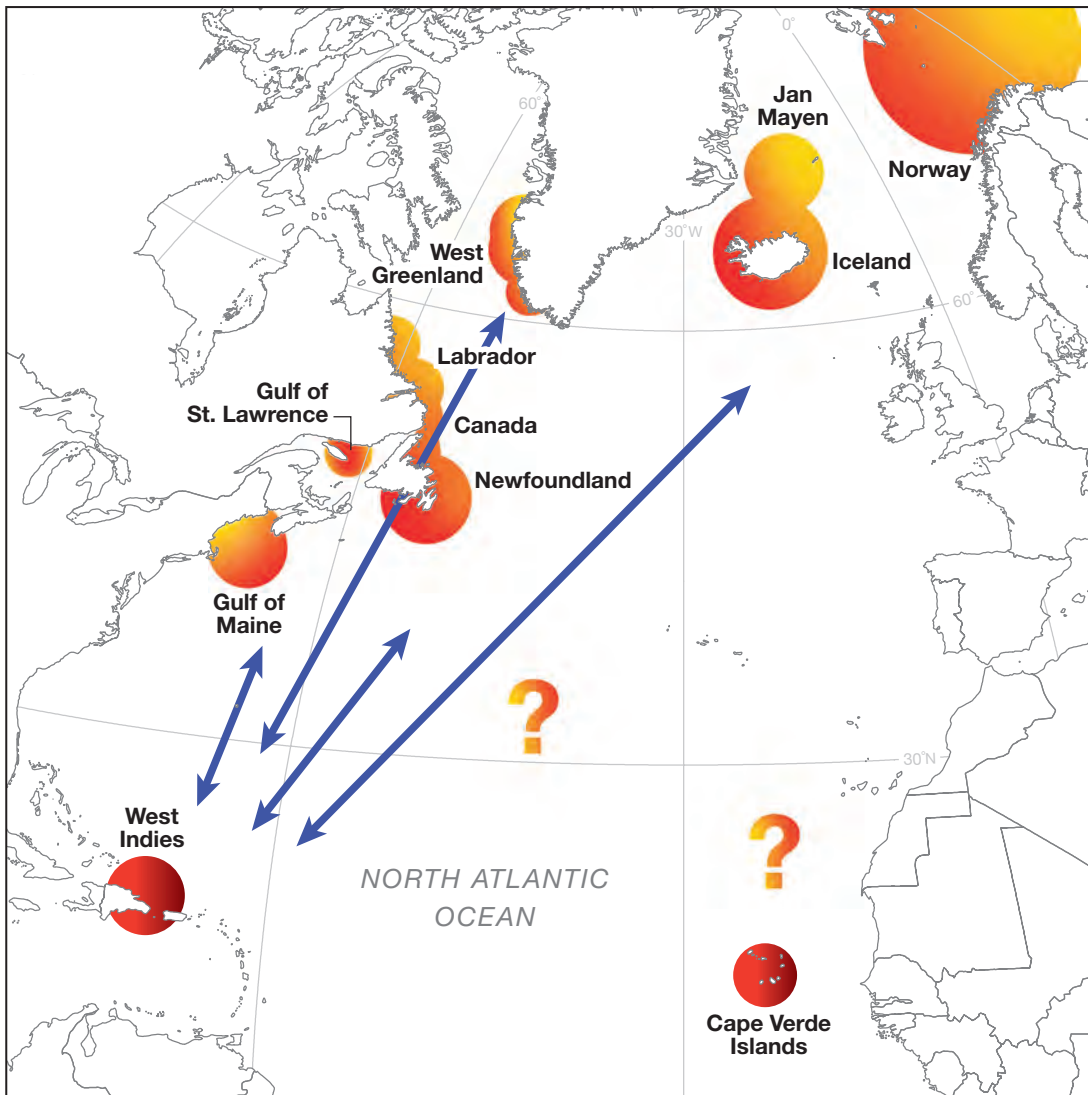 0°
60°
Jan
Mayen
Norway
West
Greenland
30°W
Iceland
60°
Labrador
Gulf of
St. Lawrence
Canada
Newfoundland
Gulf of
Maine
?
30°N
West
Indies
?
NORTH ATLANTIC
OCEAN
Cape Verde
Islands